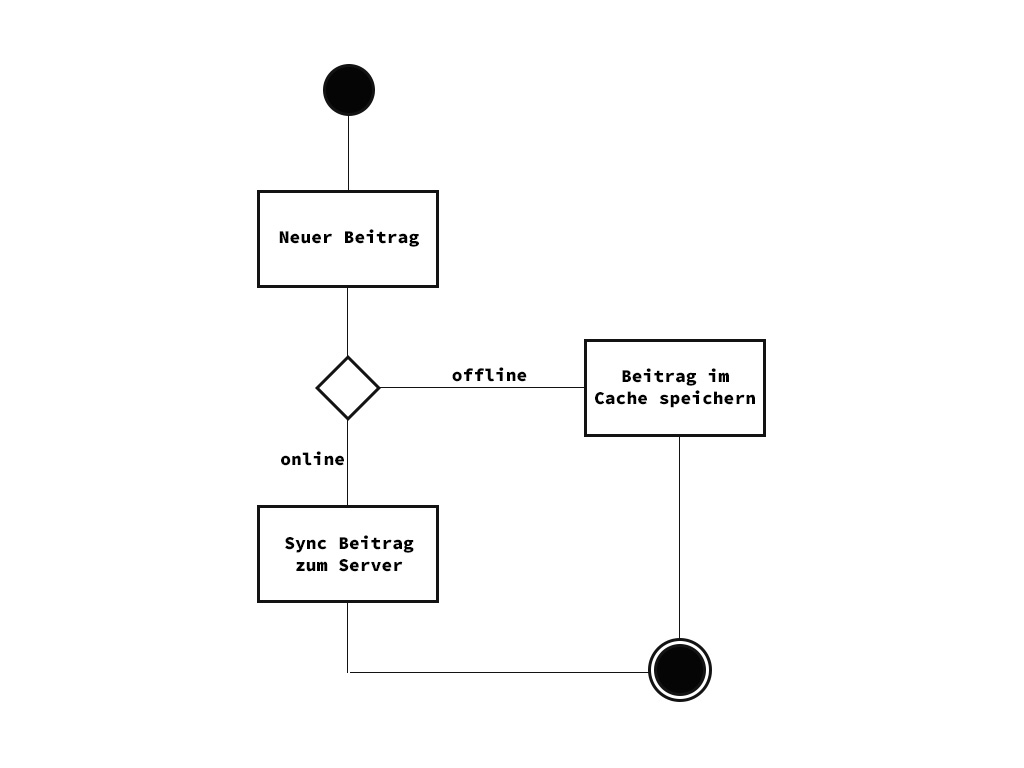 Neuer Beitrag
offline
Beitrag im
Cache speichern
online
Sync Beitrag
zum Server